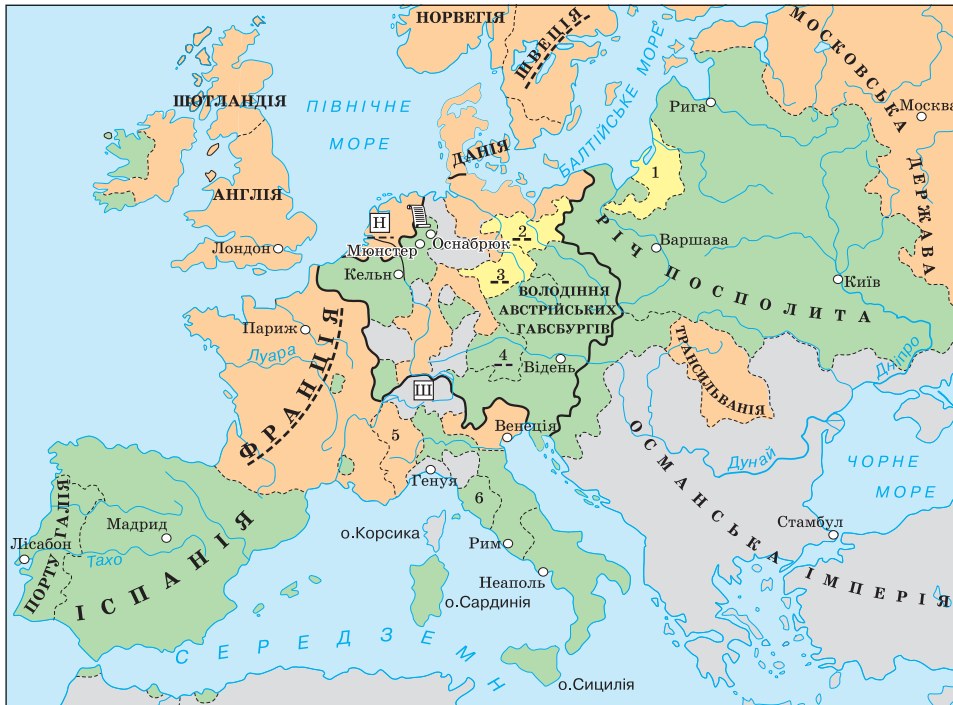 НОРВЕГІЯ
ШВЕЦІЯ
МОСКОВСЬКА ДЕРЖАВА
Москва
ШОТЛАНДІЯ
ПІВНІЧНЕ
МОРЕ
БАЛТІЙСЬКЕ МОРЕ
Рига
ДАНІЯ
1
АНГЛІЯ
Н
2
Оснабрюк
Мюнстер
Лондон
Кельн
3
РІЧ ПОСПОЛИТА
Варшава
Київ
ВОЛОДІННЯ
АВСТРІЙСЬКИХ
ГАБСБУРГІВ
Париж
Луара
ФРАНЦІЯ
4
Відень
ТРАНСИЛЬВАНІЯ
Дніпро
Ш
5
Венеція
Генуя
6
Дунай
ЧОРНЕ
МОРЕ
ОСМАНСЬКА ІМПЕРІЯ
Стамбул
ПОРТУГАЛІЯ
Лісабон
Тахо
Мадрид
ІСПАНІЯ
о.Корсика
Рим
Неаполь
о.Сардинія
СЕРЕДЗЕМН
о.Сицилія